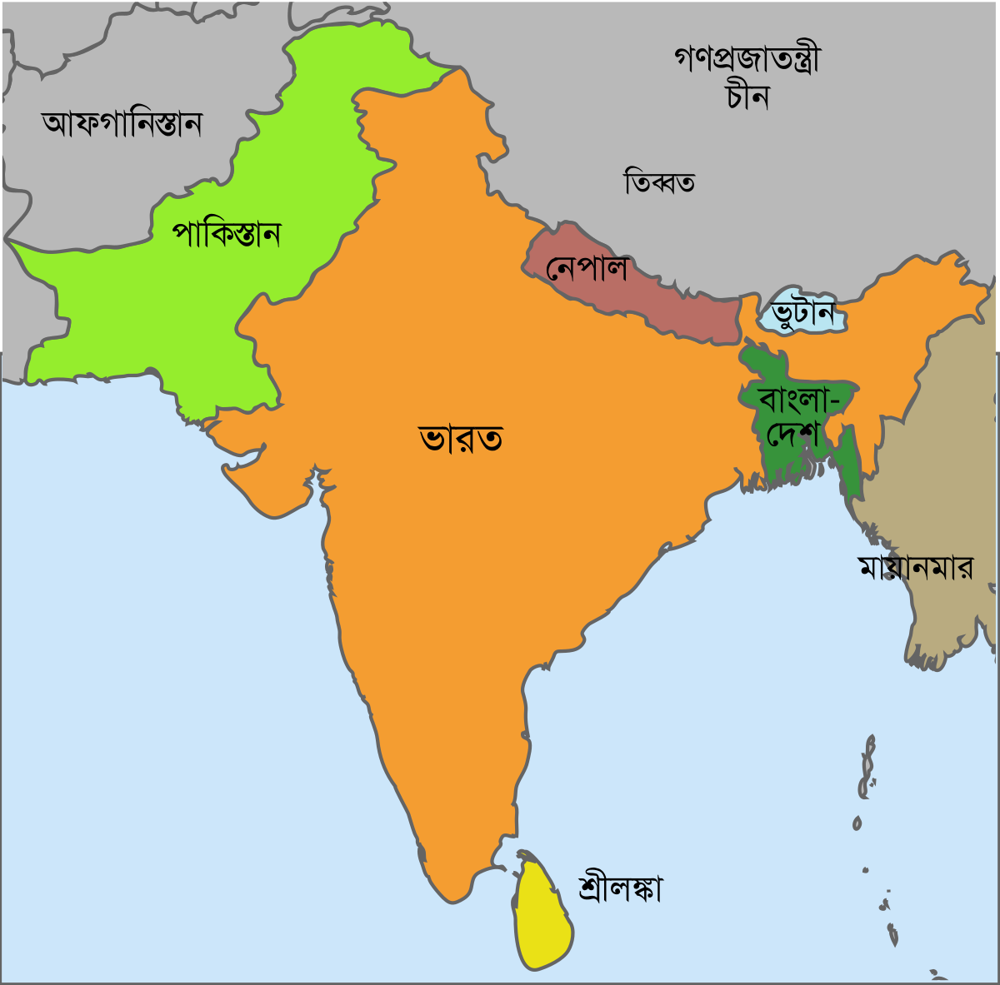 গণপ্রজাতন্ত্রী
চীন
আফগানিস্তান
তিব্বত
পাকিস্তান
নেপাল
ভুটান
বাংলা-
দেশ
ভারত
মায়ানমার
শ্রীলঙ্কা